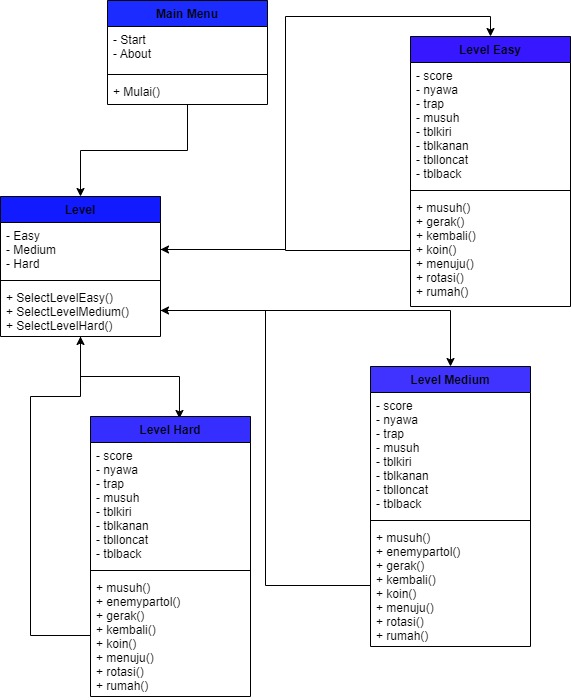 Main Menu
- Start
- About
+ Mulai()
Level Easy
- score
- nyawa
- trap
- musuh
- tblkiri
- tblkanan
- tblloncat
- tblback
+ musuh()
+ gerak()
+ kembali()
+ koin()
+ menuju()
+ rotasi()
+ rumah()
Level
- Easy
- Medium
- Hard
+ SelectLevelEasy()
+ SelectLevelMedium()
+ SelectLevelHard()
Level Medium
- score
- nyawa
- trap
- musuh
- tblkiri
- tblkanan
- tblloncat
- tblback
+ musuh()
+ enemypartol()
+ gerak()
+ kembali()
+ koin()
+ menuju()
+ rotasi()
+ rumah()
Level Hard
- score
- nyawa
- trap
- musuh
- tblkiri
- tblkanan
- tblloncat
- tblback
+ musuh()
+ enemypartol()
+ gerak()
+ kembali()
+ koin()
+ menuju()
+ rotasi()
+ rumah()